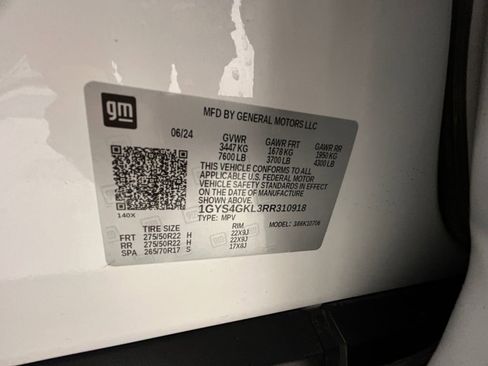 gm
MFD BY GENERAL MOTORS LLC
06/24 GVWR GAWR FRT GAWR RR
3447 KG 1678 KG 1950 KG
7600 LB 3700 LB 4300 LB
THIS VEHICLE CONFORMS TO ALL
APPLICABLE U.S. FEDERAL MOTOR
VEHICLE SAFETY STANDARDS IN EFFECT
ON THE DATE OF MANUFACTURE
SHOWN ABOVE.
1GYS4GKL3RR310918
140X TYPE: MPV MODEL:
TIRE SIZE RIM
FRT 275/50R22 H 22X9J
RR 275/50R22 H 22X9J
SPA 265/70R17 S 17X8J